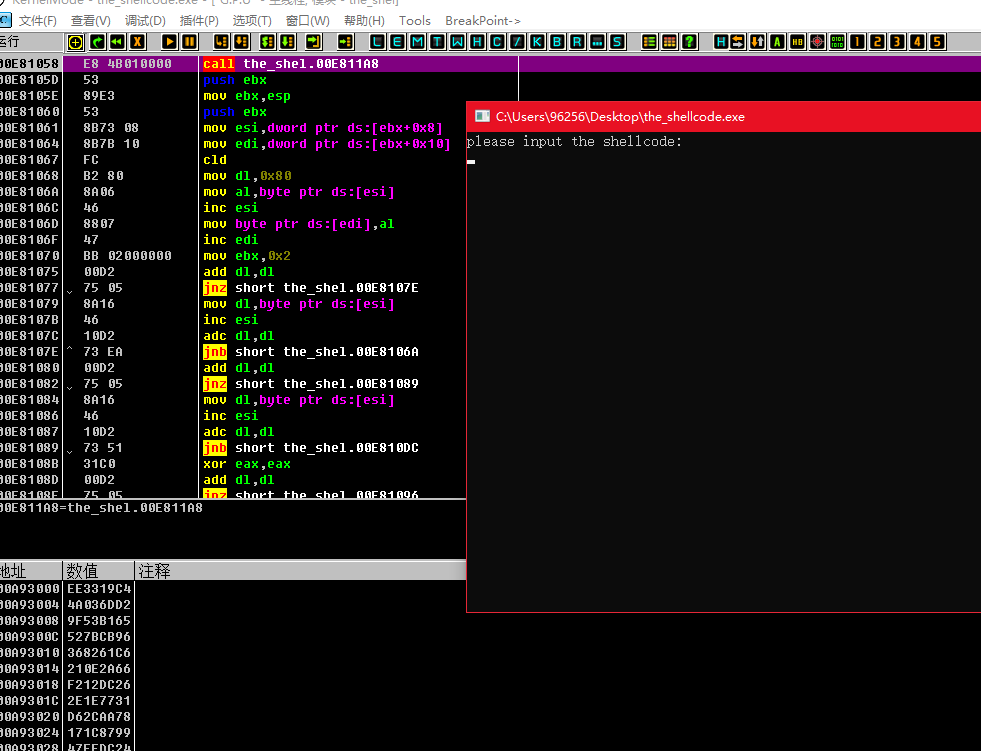 KernelMode - the_shellcode.exe - [*G.P.U* - 主线程, 模块 - the_shel]
文件(F) 查看(V) 调试(D) 插件(P) 选项(T) 窗口(W) 帮助(H) Tools BreakPoint->
运行 L E M T W H C / K B R ... S ? H A HB 1 2 3 4 5
00E81058 E8 4B010000 call the_shel.00E811A8
00E8105D 53 push ebx
00E8105E 89E3 mov ebx,esp
00E81060 53 push ebx
00E81061 8B73 08 mov esi,dword ptr ds:[ebx+0x8]
00E81064 8B7B 10 mov edi,dword ptr ds:[ebx+0x10]
00E81067 FC cld
00E81068 B2 80 mov dl,0x80
00E8106A 8A06 mov al,byte ptr ds:[esi]
00E8106C 46 inc esi
00E8106D 8807 mov byte ptr ds:[edi],al
00E8106F 47 inc edi
00E81070 BB 02000000 mov ebx,0x2
00E81075 00D2 add dl,dl
00E81077 75 05 jnz short the_shel.00E8107E
00E81079 8A16 mov dl,byte ptr ds:[esi]
00E8107B 46 inc esi
00E8107C 10D2 adc dl,dl
00E8107E 73 EA jnb short the_shel.00E8106A
00E81080 00D2 add dl,dl
00E81082 75 05 jnz short the_shel.00E81089
00E81084 8A16 mov dl,byte ptr ds:[esi]
00E81086 46 inc esi
00E81087 10D2 adc dl,dl
00E81089 73 51 jnb short the_shel.00E810DC
00E8108B 31C0 xor eax,eax
00E8108D 00D2 add dl,dl
00E8108F 75 05 jnz short the_shel.00E81096
00E811A8=the_shel.00E811A8
C:\Users\96256\Desktop\the_shellcode.exe
please input the shellcode:
地址 数值 注释
00A93000 EE3319C4
00A93004 4A036DD2
00A93008 9F53B165
00A9300C 527BCB96
00A93010 368261C6
00A93014 210E2A66
00A93018 F212DC26
00A9301C 2E1E7731
00A93020 D62CAA78
00A93024 171C8799
00A93028 47EEDC24